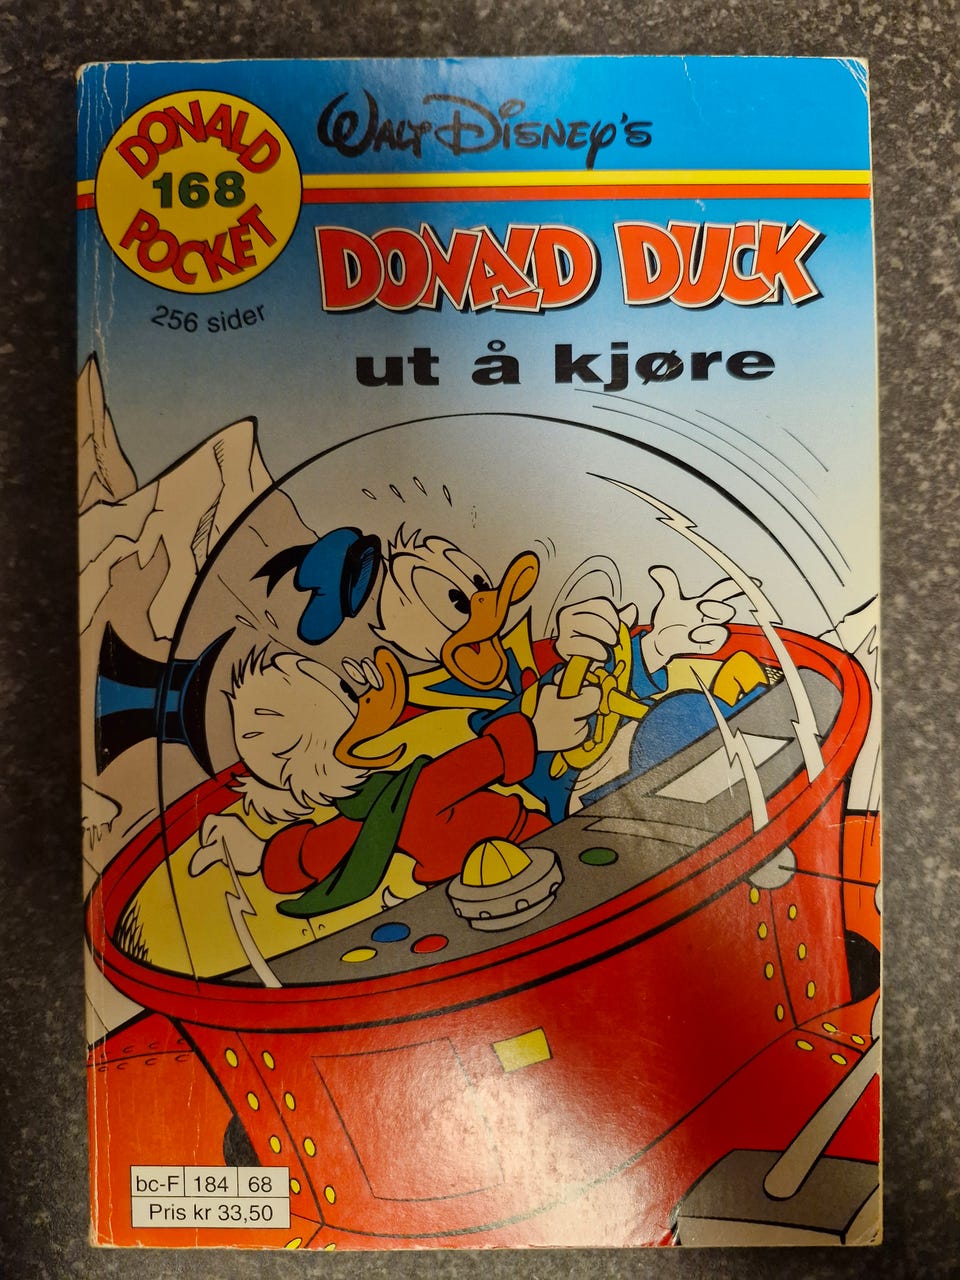 DONALD
168
POCKET
256 sider
WALT DISNEY'S
DONALD DUCK
ut å kjøre
bc-F 184 68
Pris kr 33,50